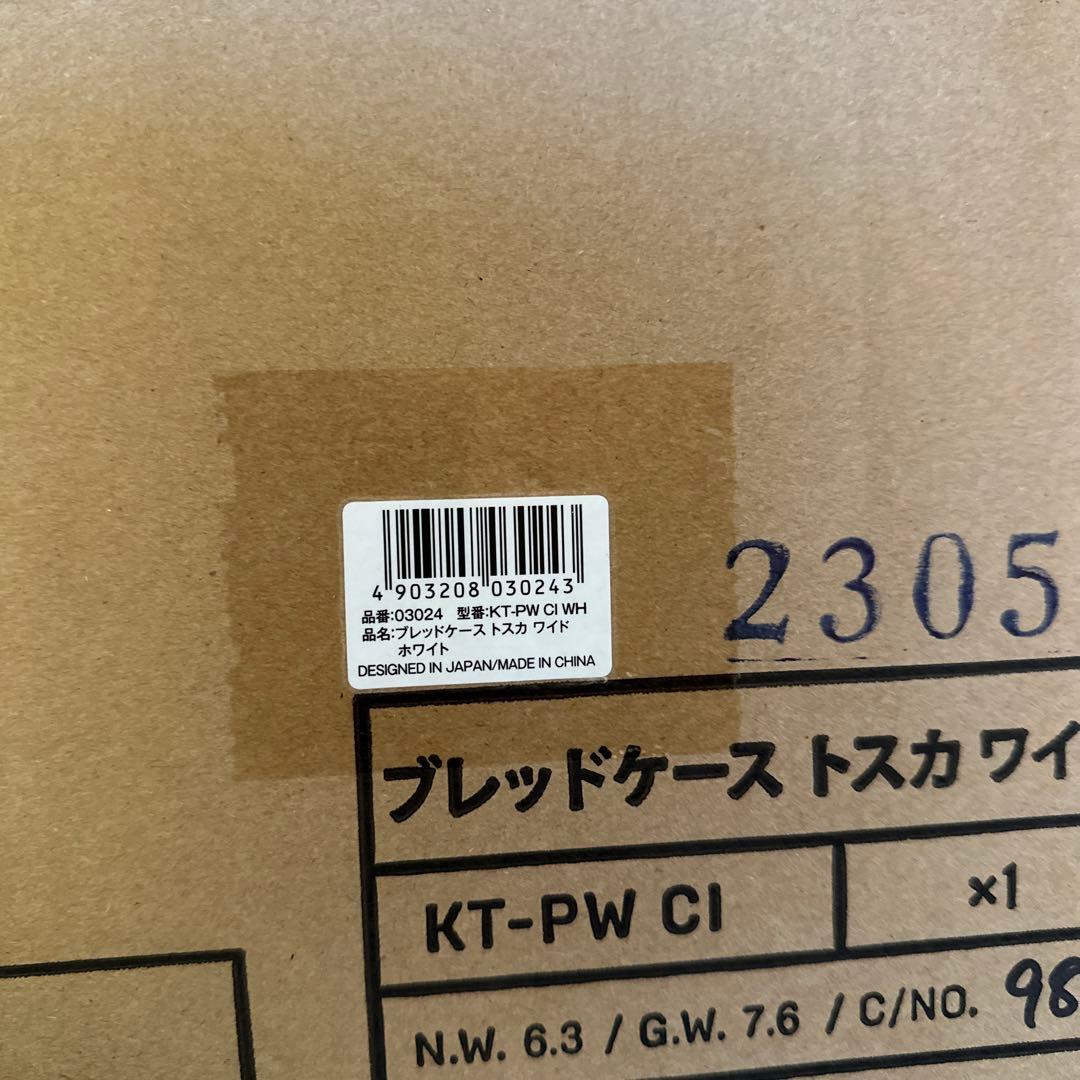 4 903208 030243
品番:03024 型番:KT-PW CI WH
品名:ブレッドケース トスカ ワイド
ホワイト
DESIGNED IN JAPAN/MADE IN CHINA
2305
ブレッドケース トスカ ワイ
KT-PW CI
×1
N.W. 6.3 / G.W. 7.6 / C/NO. 98